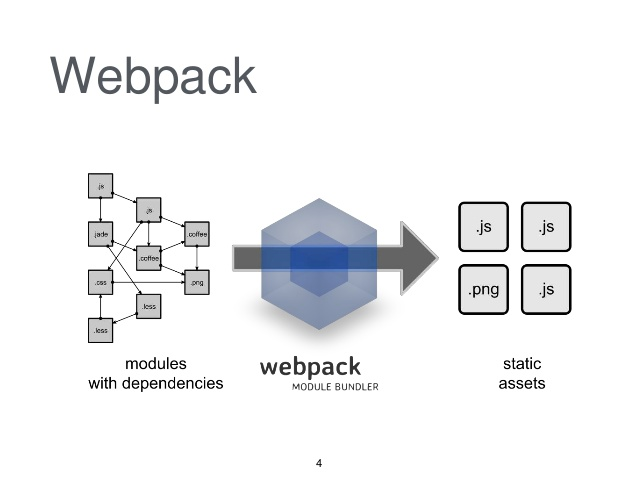 Webpack
.js
.js
.jade
.coffee
.coffee
.css
.png
.less
.less
.js
.js
.png
.js
modules
with dependencies
webpack
MODULE BUNDLER
static
assets
4